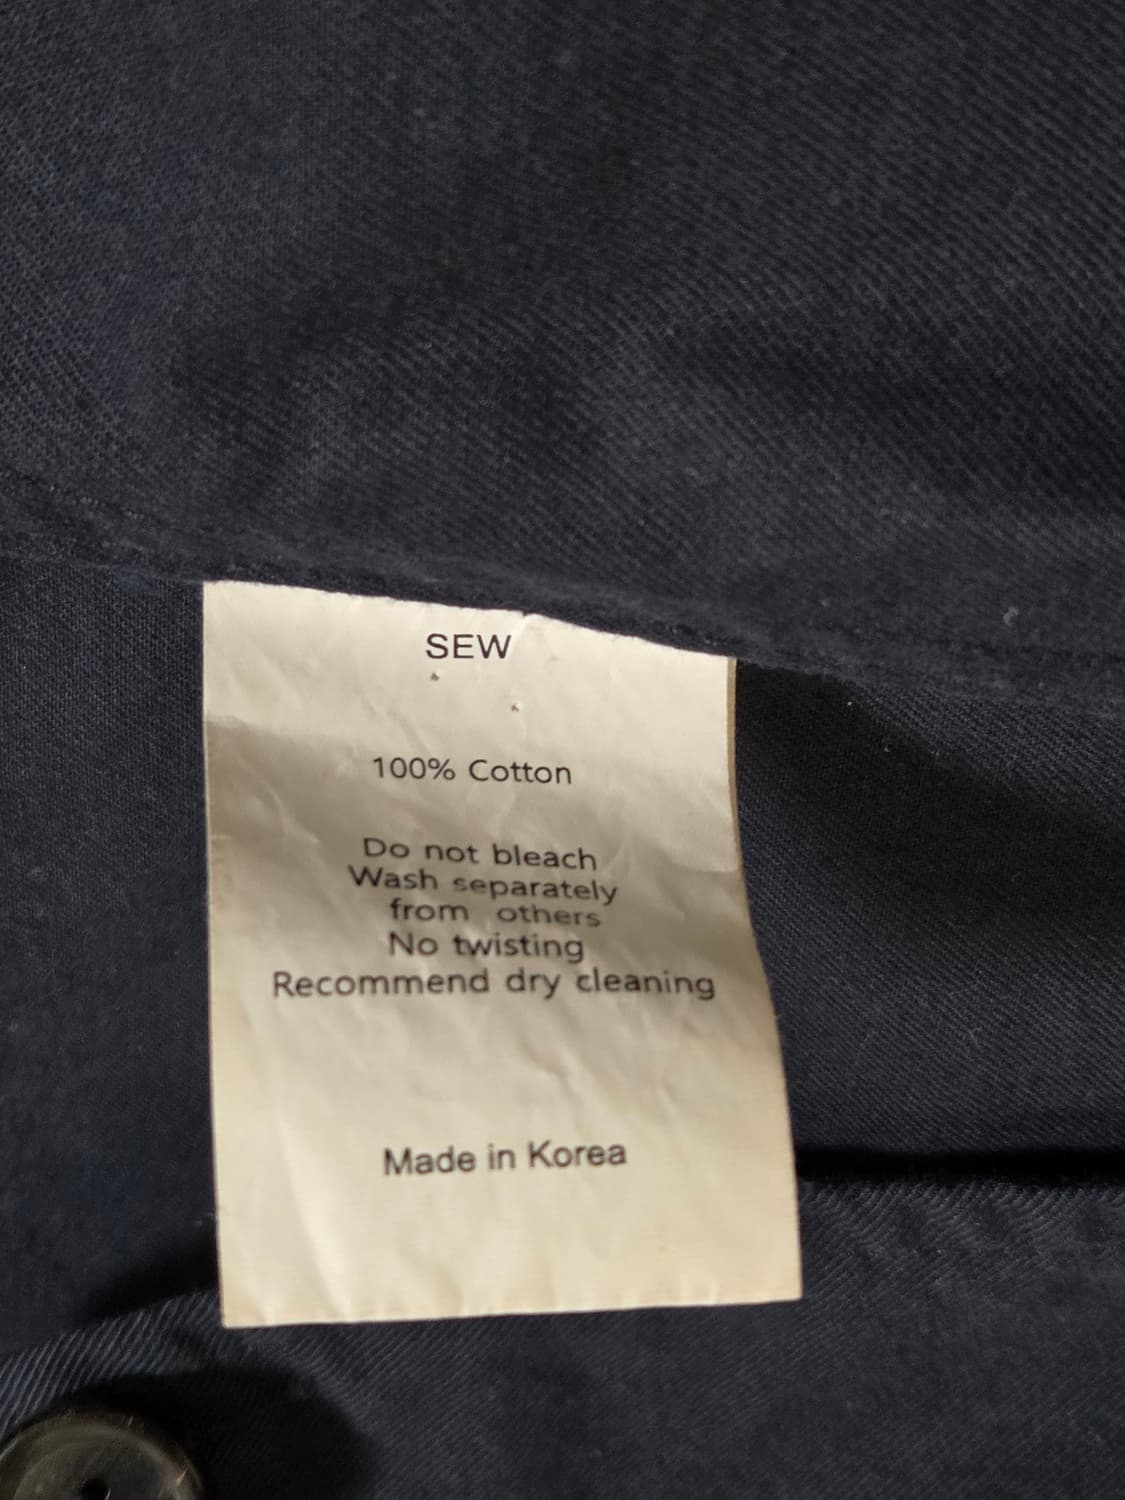 SEW
100% Cotton
Do not bleach
Wash separately
from others
No twisting
Recommend dry cleaning
Made in Korea